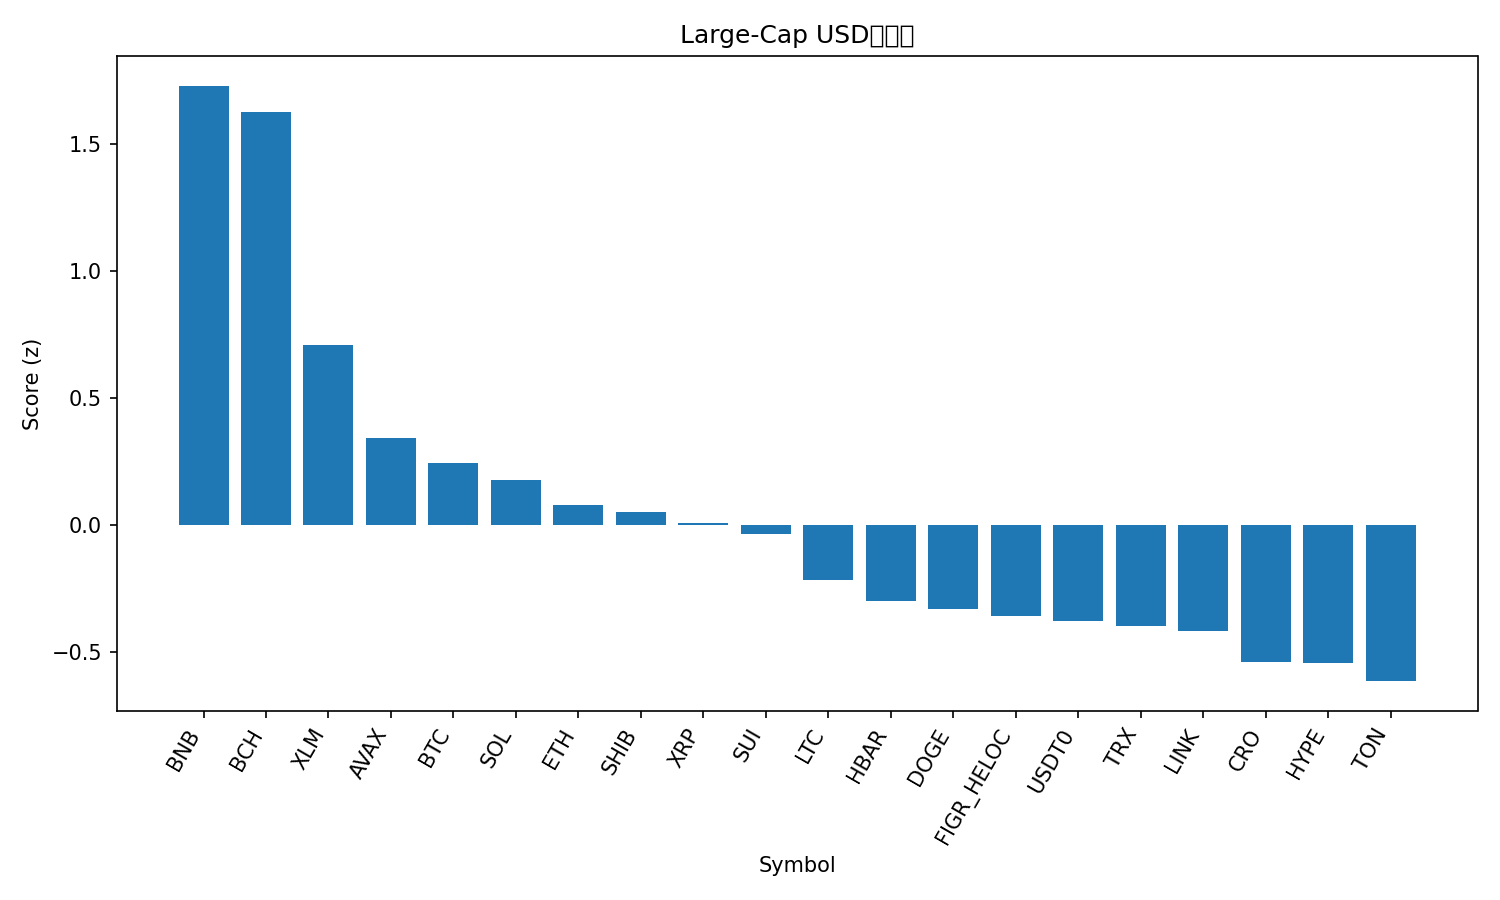 Large-Cap USD
Score (z)
1.5
1.0
0.5
0.0
−0.5
BNB
BCH
XLM
AVAX
BTC
SOL
ETH
SHIB
XRP
SUI
LTC
HBAR
DOGE
FIGR_HELOC
USDT0
TRX
LINK
CRO
HYPE
TON
Symbol